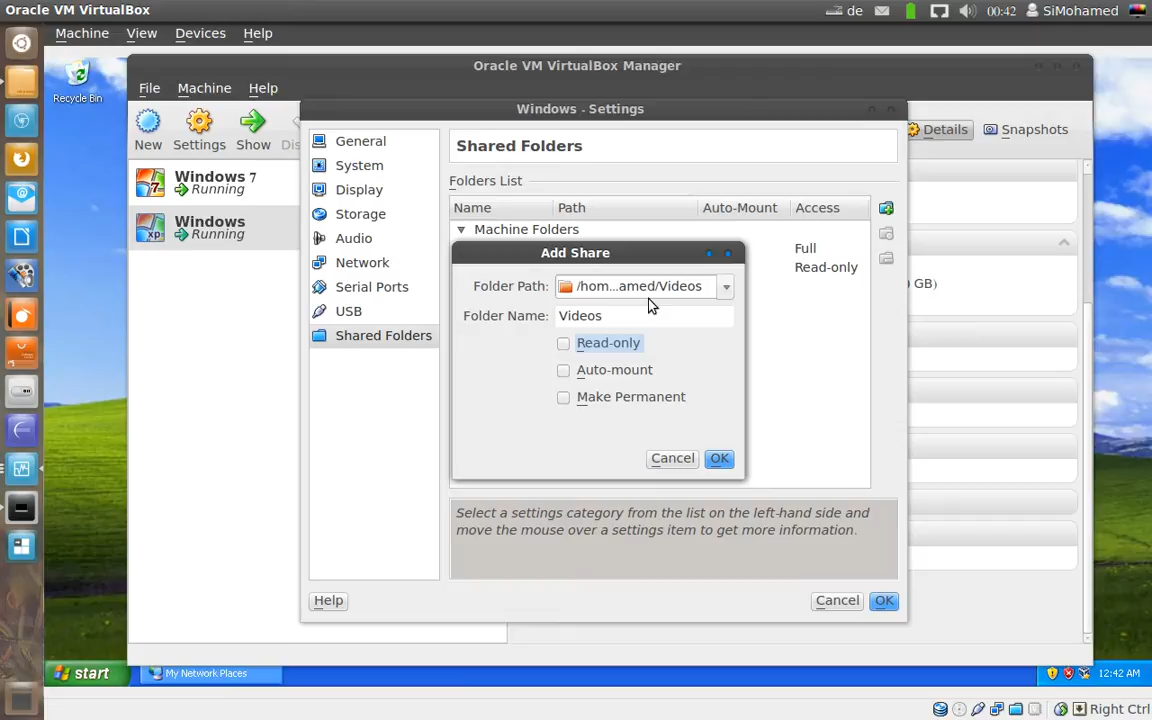 Oracle VM VirtualBox
de
00:42
SiMohamed
Machine View Devices Help
Recycle Bin
Oracle VM VirtualBox Manager
File Machine Help
New Settings Show Dis
Details Snapshots
Windows 7
Running
Windows
Running
Windows - Settings
General
System
Display
Storage
Audio
Network
Serial Ports
USB
Shared Folders
Shared Folders
Folders List
Name Path Auto-Mount Access
Machine Folders
Full
Read-only
GB)
Add Share
Folder Path: /hom...amed/Videos
Folder Name: Videos
Read-only
Auto-mount
Make Permanent
Cancel OK
Select a settings category from the list on the left-hand side and
move the mouse over a settings item to get more information.
Help Cancel OK
start My Network Places 12:42 AM
Right Ctrl